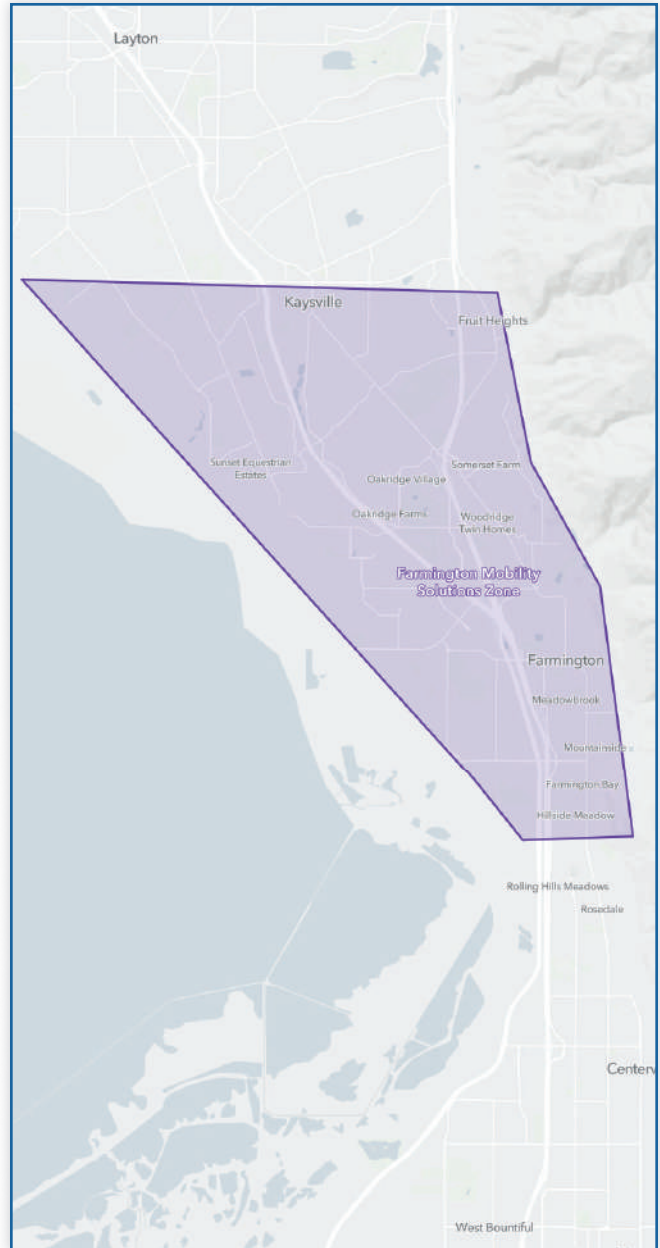 Layton
Kaysville
Fruit Heights
Sunset Equestrian
Estates
Somerset Farm
Oakridge Village
Oakridge Farms
Woodridge
Twin Homes
Farmington Mobility
Solutions Zone
Farmington
Meadowbrook
Mountainside
Farmington Bay
Hillside Meadow
Rolling Hills Meadows
Rosedale
Centerv
West Bountiful